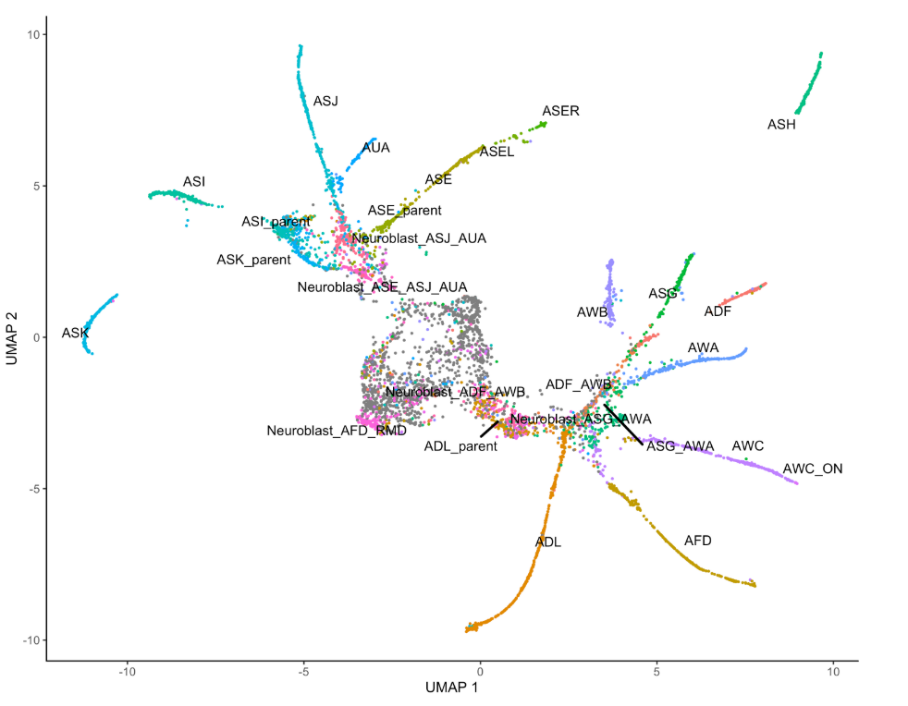 10
ASJ
ASER
ASH
AUA
ASEL
5
ASI
ASE
ASE_parent
ASI_parent
Neuroblast_ASJ_AUA
ASK_parent
Neuroblast_ASE_ASJ_AUA
ASG
AWB
ADF
ASK
0
AWA
ADF_AWB
Neuroblast_ADF_AWB
Neuroblast_ASG_AWA
Neuroblast_AFD_RMD
ADL_parent
ASG_AWA
AWC
AWC_ON
-5
ADL
AFD
-10
UMAP 2
-10
-5
0
5
10
UMAP 1